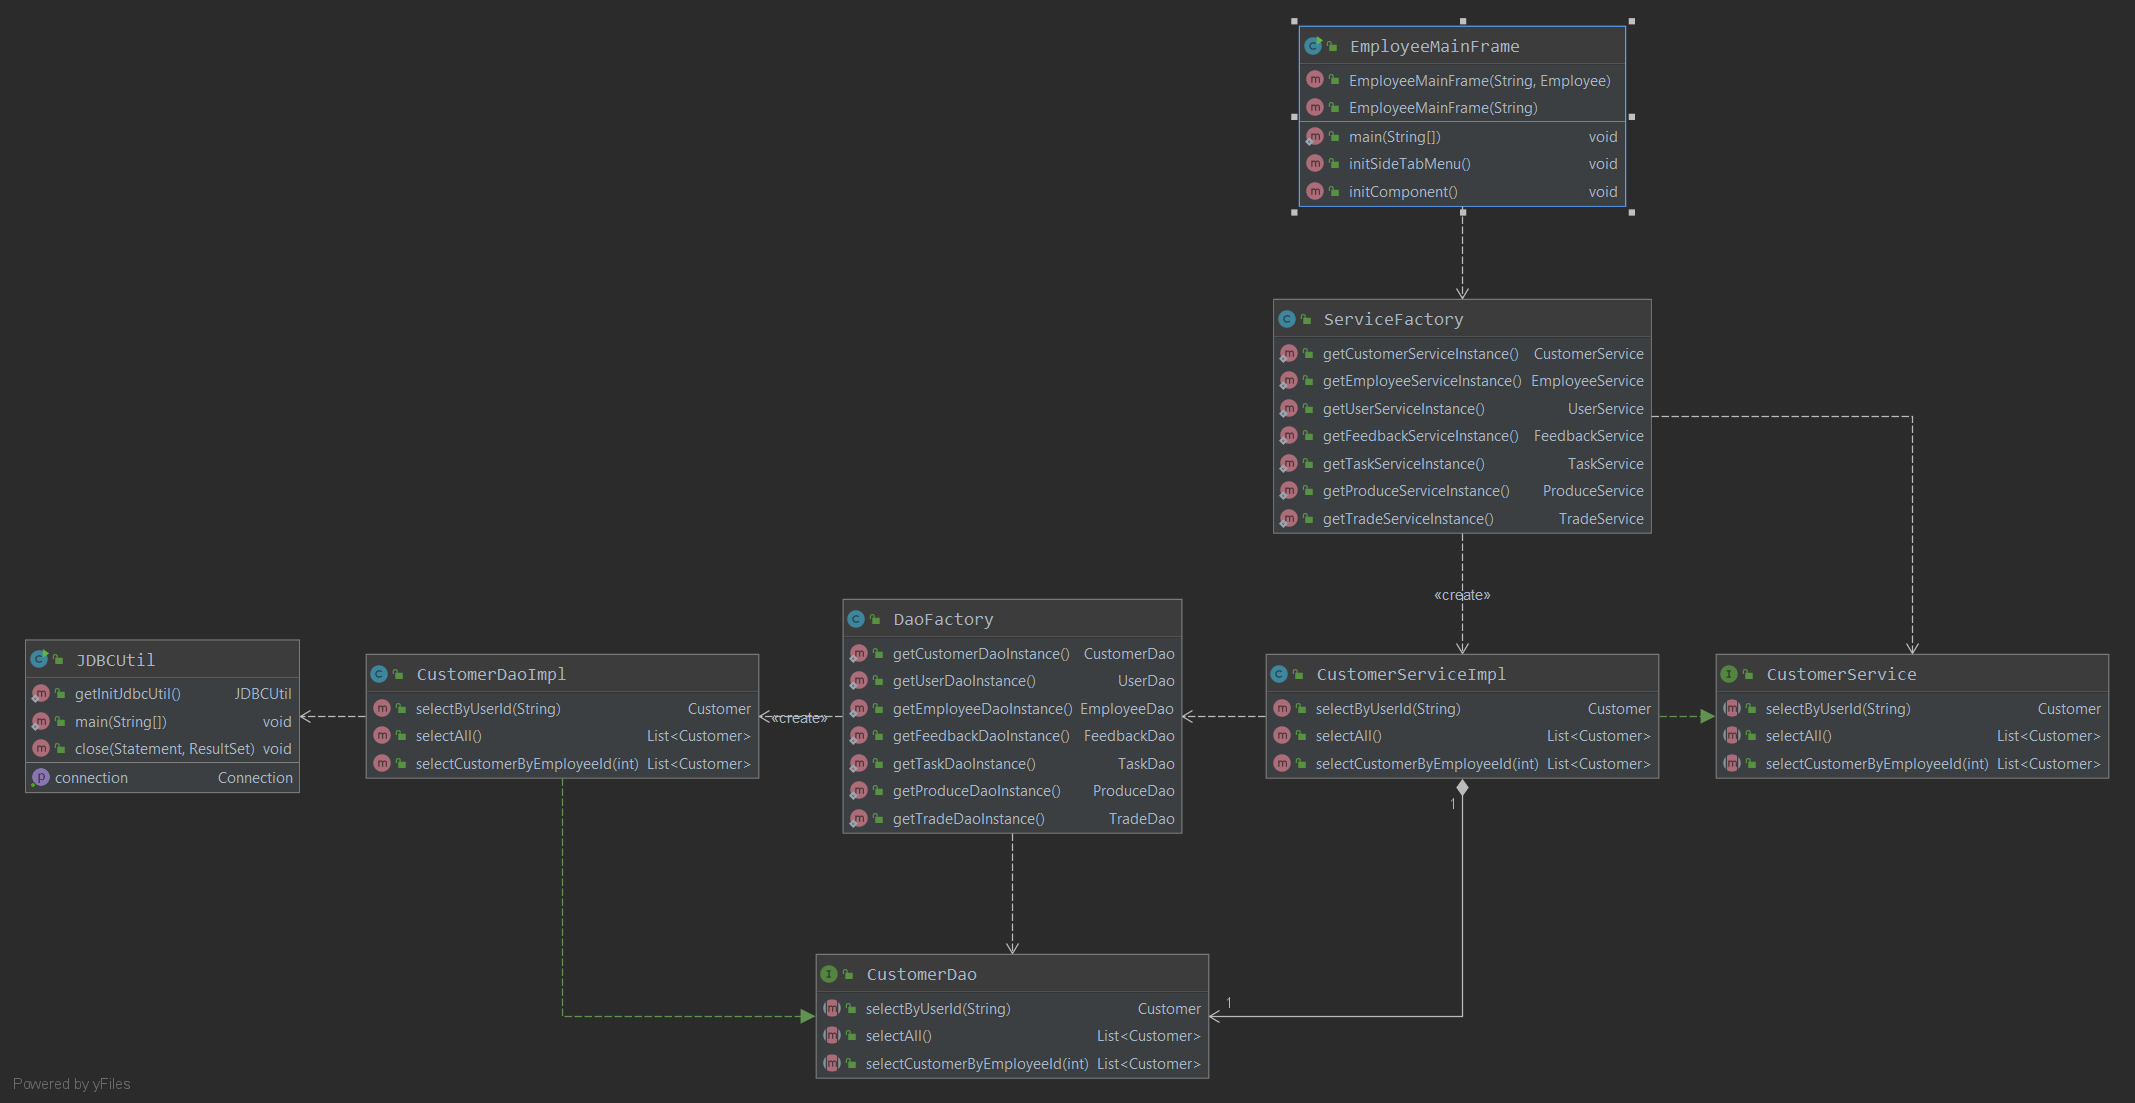 EmployeeMainFrame
EmployeeMainFrame(String, Employee)
EmployeeMainFrame(String)
main(String[]) void
initSideTabMenu() void
initComponent() void
ServiceFactory
getCustomerServiceInstance() CustomerService
getEmployeeServiceInstance() EmployeeService
getUserServiceInstance() UserService
getFeedbackServiceInstance() FeedbackService
getTaskServiceInstance() TaskService
getProduceServiceInstance() ProduceService
getTradeServiceInstance() TradeService
«create»
JDBCUtil
getInitJdbcUtil() JDBCUtil
main(String[]) void
close(Statement, ResultSet) void
connection Connection
CustomerDaoImpl
selectByUserId(String) Customer
selectAll() List<Customer>
selectCustomerByEmployeeId(int) List<Customer>
«create»
DaoFactory
getCustomerDaoInstance() CustomerDao
getUserDaoInstance() UserDao
getEmployeeDaoInstance() EmployeeDao
getFeedbackDaoInstance() FeedbackDao
getTaskDaoInstance() TaskDao
getProduceDaoInstance() ProduceDao
getTradeDaoInstance() TradeDao
CustomerServiceImpl
selectByUserId(String) Customer
selectAll() List<Customer>
selectCustomerByEmployeeId(int) List<Customer>
CustomerService
selectByUserId(String) Customer
selectAll() List<Customer>
selectCustomerByEmployeeId(int) List<Customer>
1
1
CustomerDao
selectByUserId(String) Customer
selectAll() List<Customer>
selectCustomerByEmployeeId(int) List<Customer>
Powered by yFiles